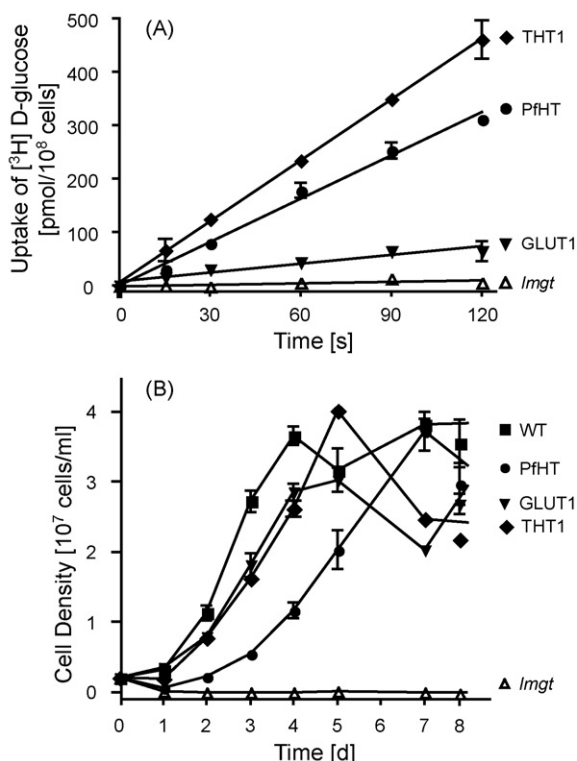 (A)
Uptake of [³H] D-glucose
[pmol/10⁸ cells]
500
400
300
200
100
0
0 30 60 90 120
Time [s]
THT1
PfHT
GLUT1
lmgt
(B)
Cell Density [10⁷ cells/ml]
4
3
2
1
0
0 1 2 3 4 5 7 8
Time [d]
WT
PfHT
GLUT1
THT1
lmgt